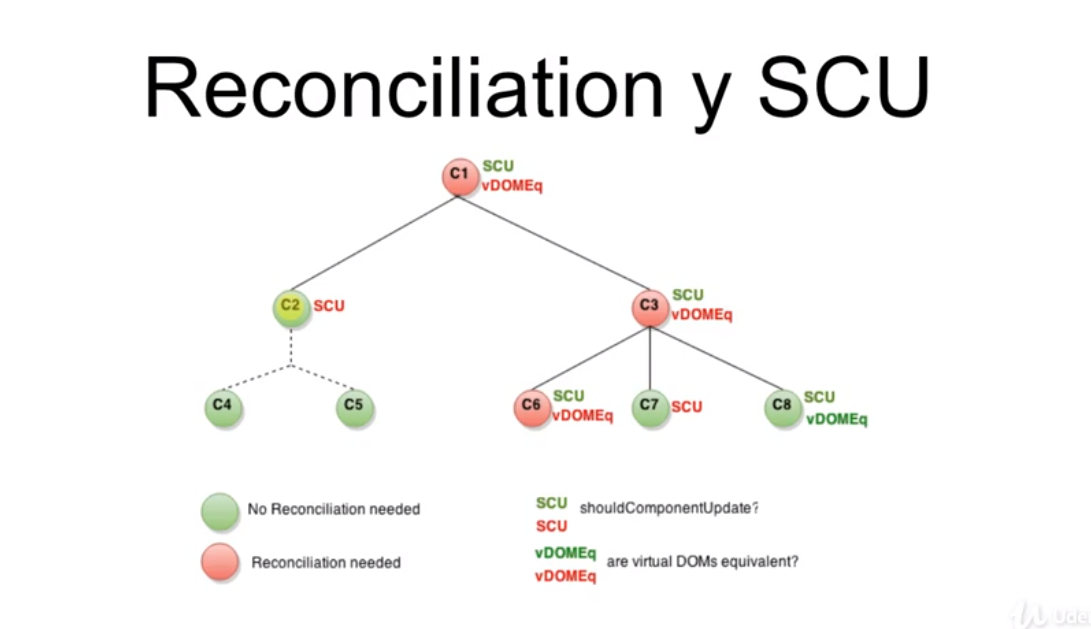 Reconciliation y SCU
C1 SCU
vDOMEq
C2 SCU
C3 SCU
vDOMEq
C4
C5
C6 SCU
vDOMEq
C7 SCU
C8 SCU
vDOMEq
No Reconciliation needed
Reconciliation needed
SCU shouldComponentUpdate?
SCU
vDOMEq are virtual DOMs equivalent?
vDOMEq
Ude